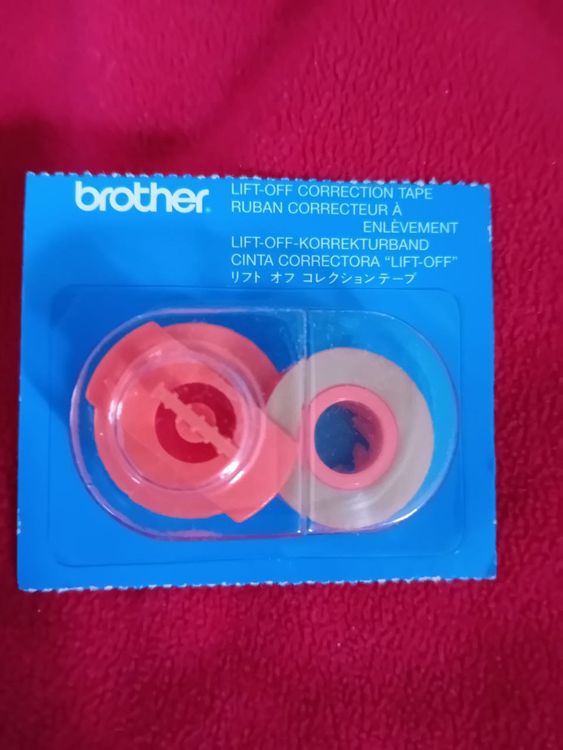 brother®
LIFT-OFF CORRECTION TAPE
RUBAN CORRECTEUR À
ENLÈVEMENT
LIFT-OFF-KORREKTURBAND
CINTA CORRECTORA “LIFT-OFF”
リフト オフ コレクションテープ